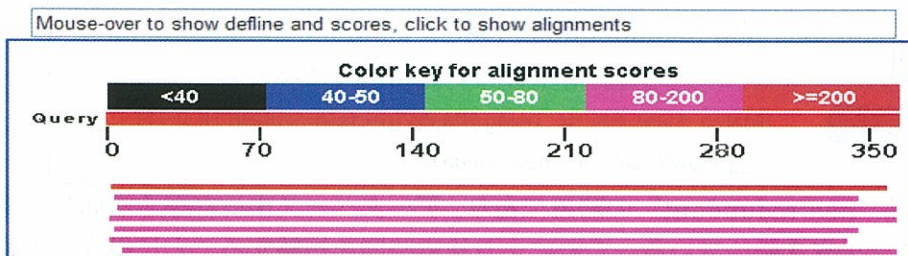 Mouse-over to show defline and scores, click to show alignments
Color key for alignment scores
<40 40-50 50-80 80-200 >=200
Query
0 70 140 210 280 350